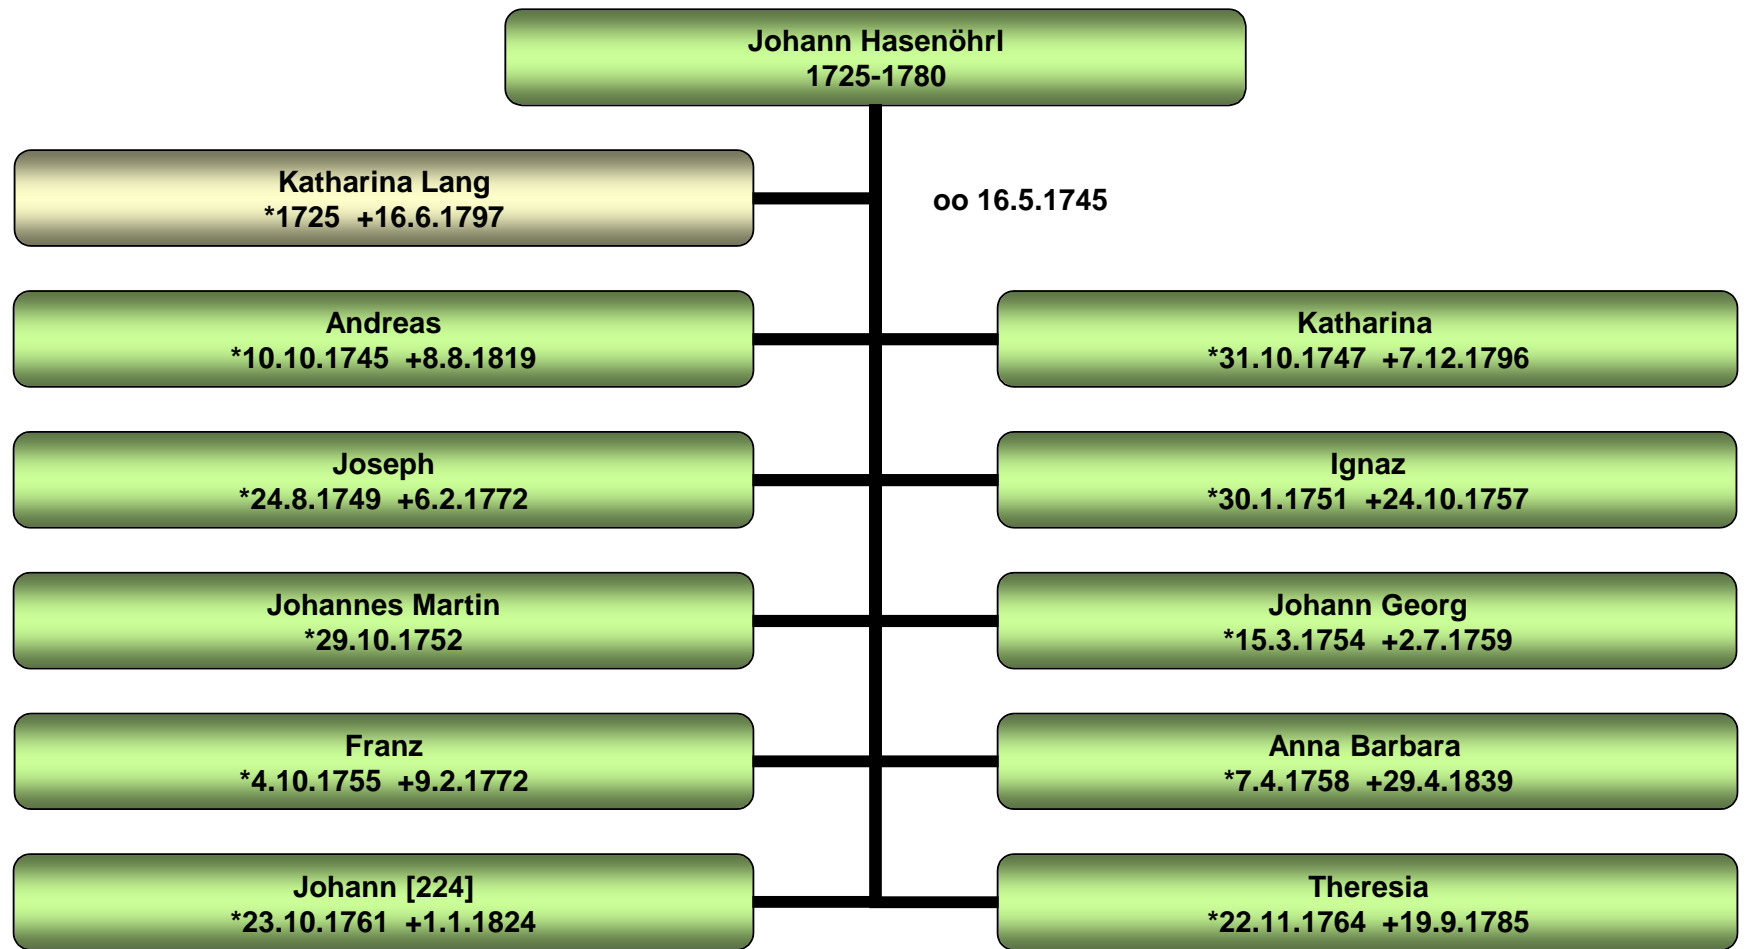 Johann Hasenöhrl
1725-1780
Katharina Lang
*1725 +16.6.1797
oo 16.5.1745
Andreas
*10.10.1745 +8.8.1819
Katharina
*31.10.1747 +7.12.1796
Joseph
*24.8.1749 +6.2.1772
Ignaz
*30.1.1751 +24.10.1757
Johannes Martin
*29.10.1752
Johann Georg
*15.3.1754 +2.7.1759
Franz
*4.10.1755 +9.2.1772
Anna Barbara
*7.4.1758 +29.4.1839
Johann [224]
*23.10.1761 +1.1.1824
Theresia
*22.11.1764 +19.9.1785